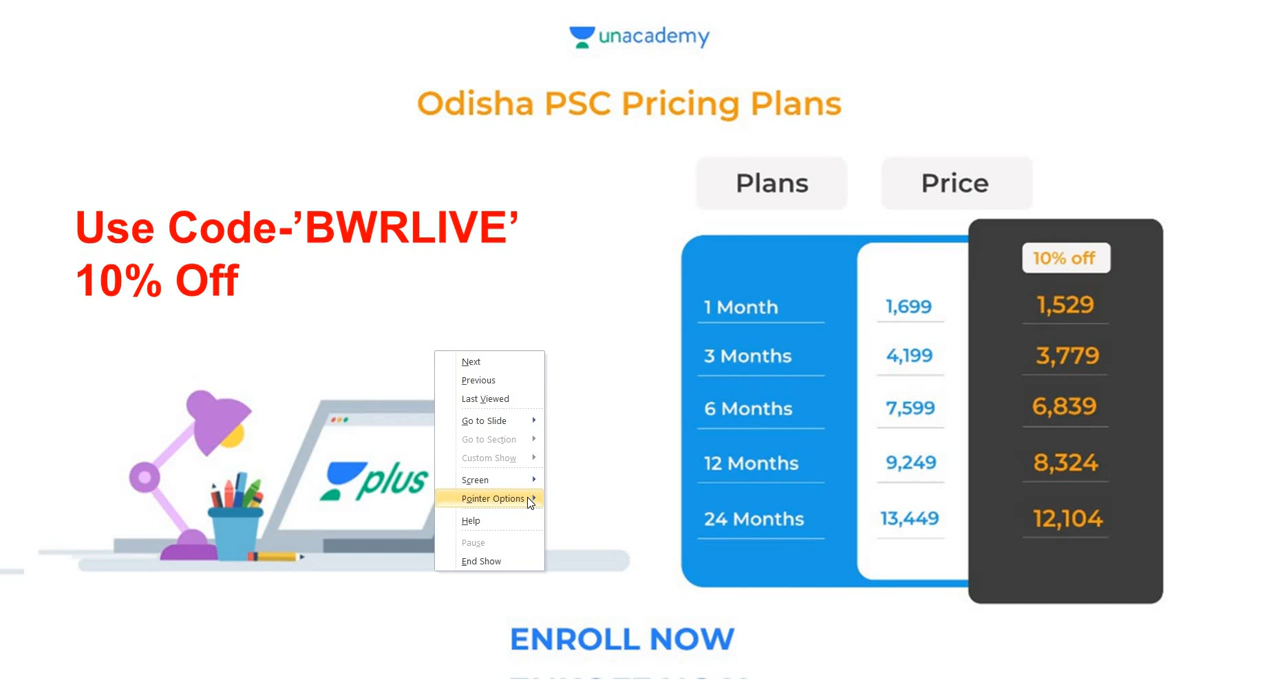 unacademy
Odisha PSC Pricing Plans
Plans Price
Use Code-’BWRLIVE’
10% Off
10% off
1 Month 1,699 1,529
3 Months 4,199 3,779
6 Months 7,599 6,839
12 Months 9,249 8,324
24 Months 13,449 12,104
plus
Next
Previous
Last Viewed
Go to Slide
Go to Section
Custom Show
Screen
Pointer Options
Help
Pause
End Show
ENROLL NOW